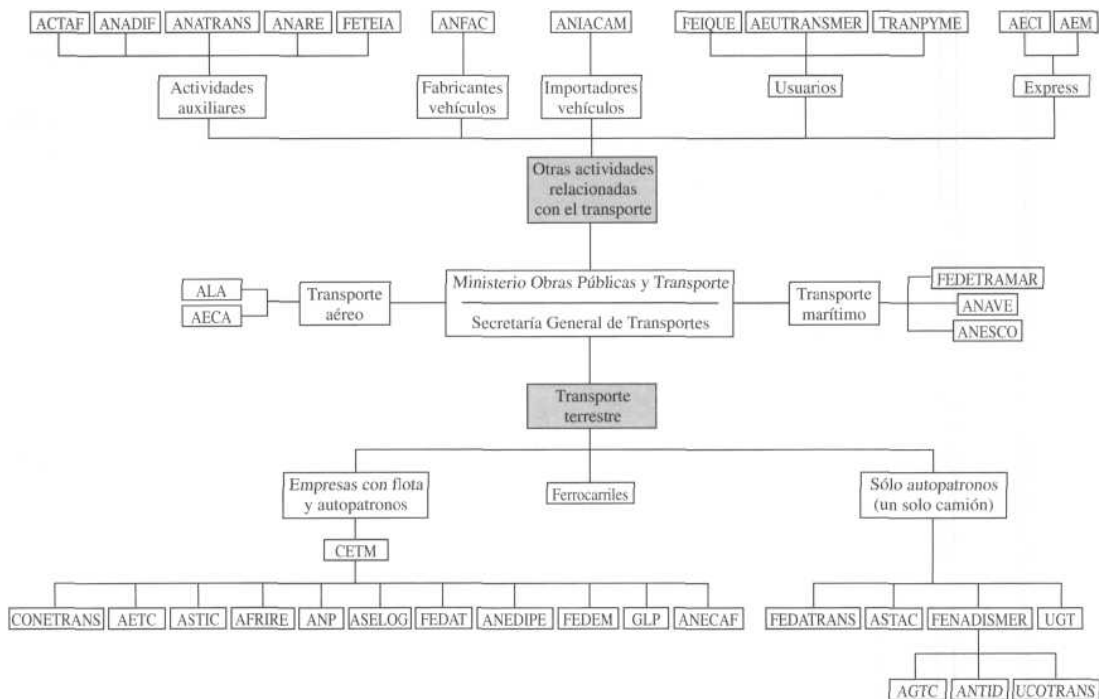 ACTAF ANADIF ANATRANS ANARE FETEIA ANFAC ANIACAM FEIQUE AEUTRANSMER TRANPYME AECI AEM
Actividades
auxiliares
Fabricantes
vehículos
Importadores
vehículos
Usuarios
Express
Otras actividades
relacionadas
con el transporte
ALA
AECA
Transporte
aéreo
Ministerio Obras Públicas y Transporte
Secretaría General de Transportes
Transporte
marítimo
FEDETRAMAR
ANAVE
ANESCO
Transporte
terrestre
Empresas con flota
y autopatronos
Ferrocarriles
Sólo autopatronos
(un solo camión)
CETM
CONETRANS AETC ASTIC AFRIRE ANP ASELOG FEDAT ANEDIPE FEDEM GLP ANECAF FEDATRANS ASTAC FENADISMER UGT
AGTC ANTID UCOTRANS